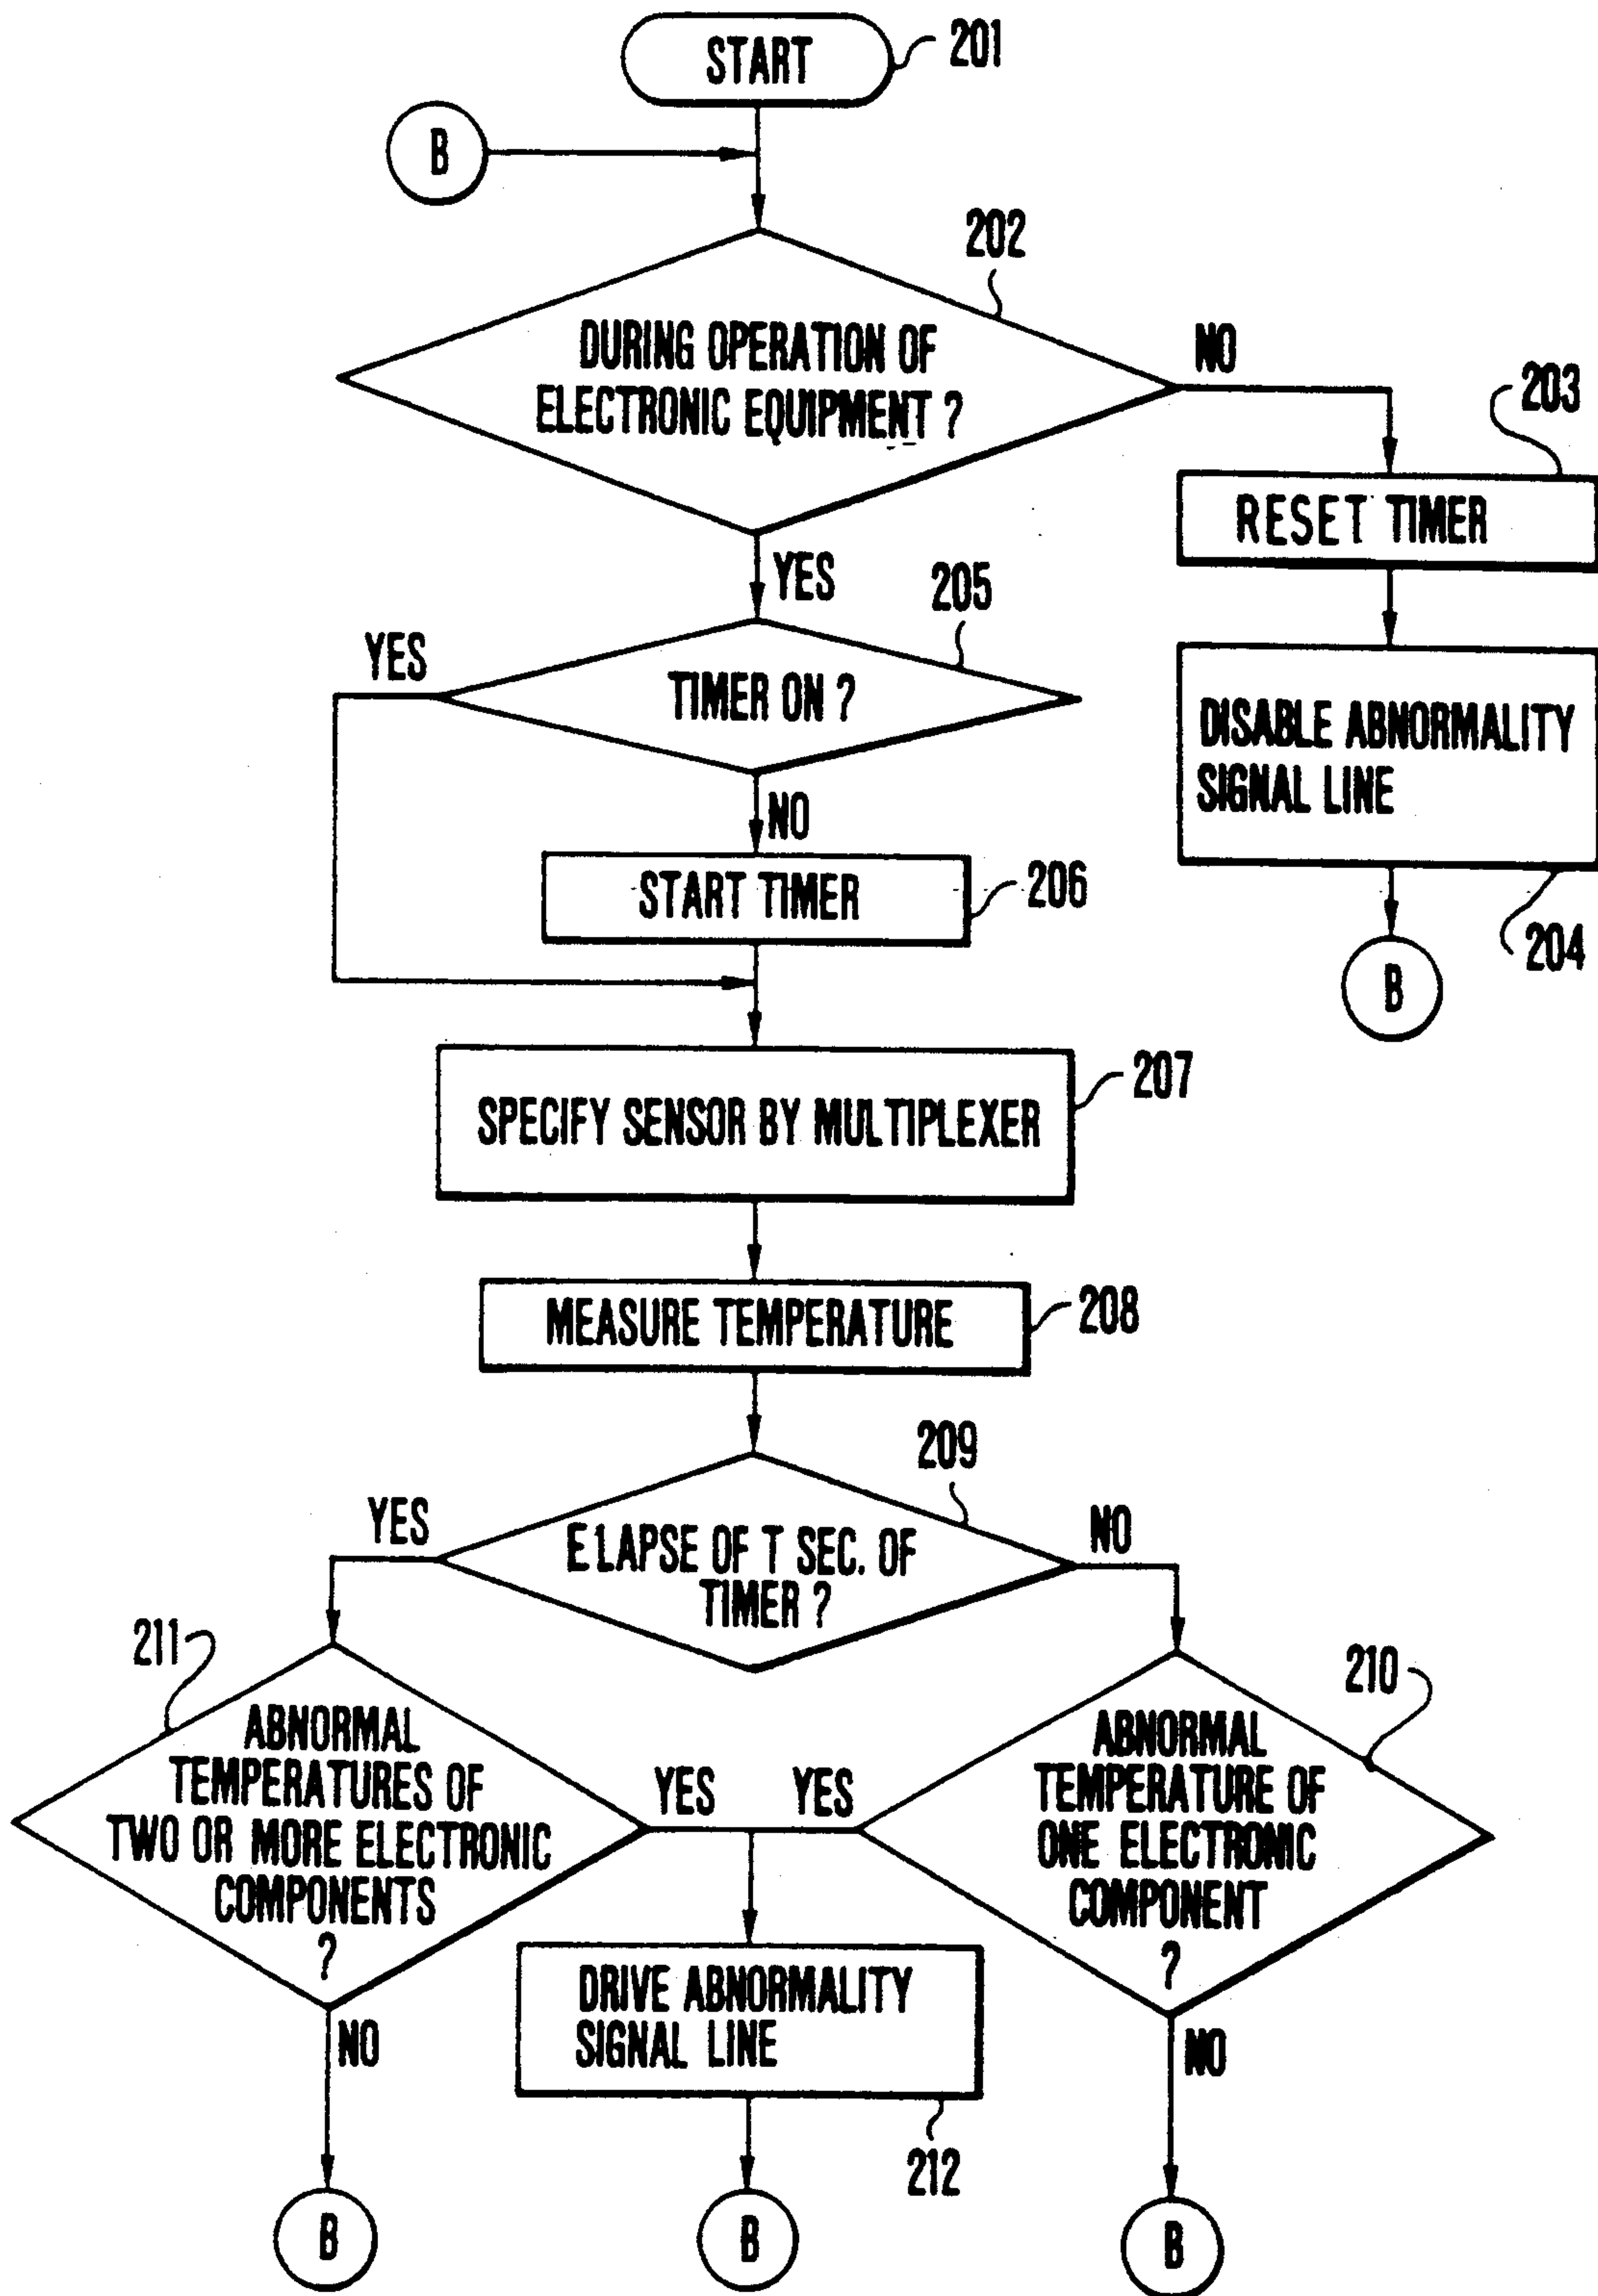 START
201
B
202
DURING OPERATION OF
ELECTRONIC EQUIPMENT ?
NO
203
RESET TIMER
YES
205
YES
TIMER ON ?
DISABLE ABNORMALITY
SIGNAL LINE
NO
START TIMER
206
204
B
207
SPECIFY SENSOR BY MULTIPLEXER
MEASURE TEMPERATURE
208
209
YES
NO
ELAPSE OF T SEC. OF
TIMER ?
211
210
ABNORMAL
TEMPERATURES OF
TWO OR MORE ELECTRONIC
COMPONENTS
?
YES
YES
ABNORMAL
TEMPERATURE OF
ONE ELECTRONIC
COMPONENT
?
DRIVE ABNORMALITY
SIGNAL LINE
NO
NO
212
B
B
B